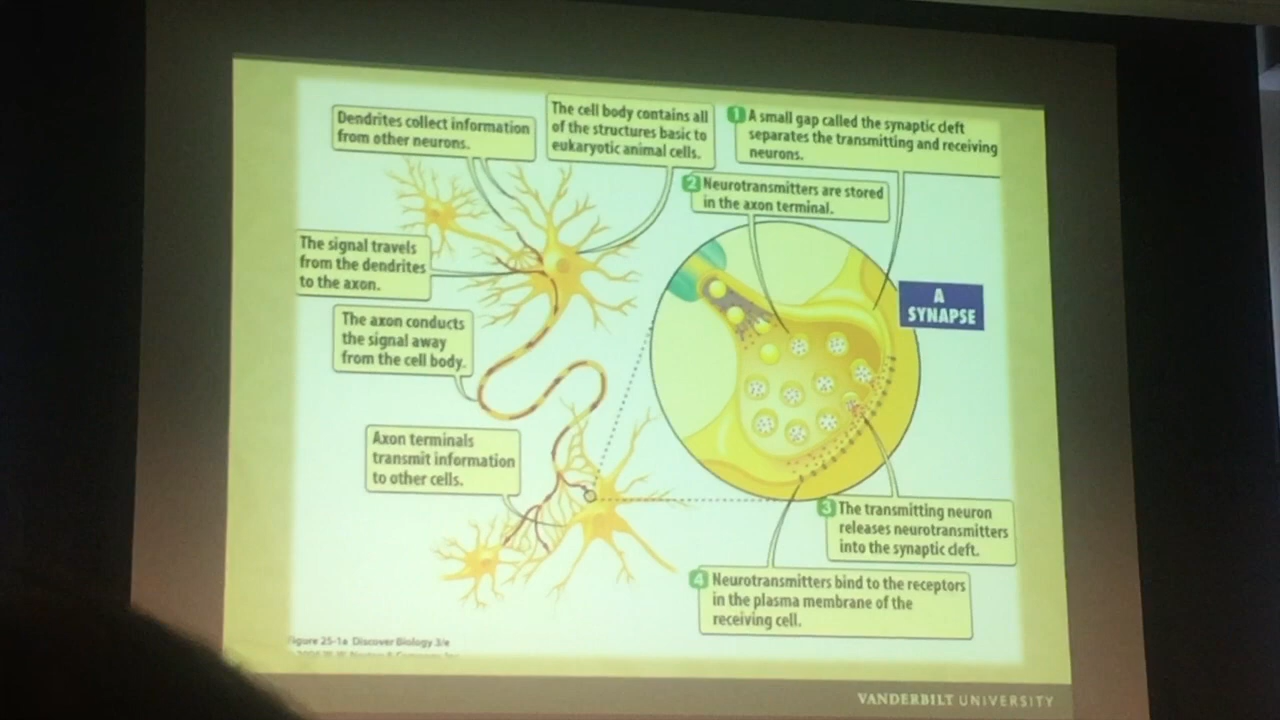 Dendrites collect information
from other neurons.
The cell body contains all
of the structures basic to
eukaryotic animal cells.
1 A small gap called the synaptic cleft
separates the transmitting and receiving
neurons.
2 Neurotransmitters are stored
in the axon terminal.
The signal travels
from the dendrites
to the axon.
The axon conducts
the signal away
from the cell body.
A
SYNAPSE
Axon terminals
transmit information
to other cells.
3 The transmitting neuron
releases neurotransmitters
into the synaptic cleft.
4 Neurotransmitters bind to the receptors
in the plasma membrane of the
receiving cell.
Figure 25-1a Discover Biology 3/e
VANDERBILT UNIVERSITY